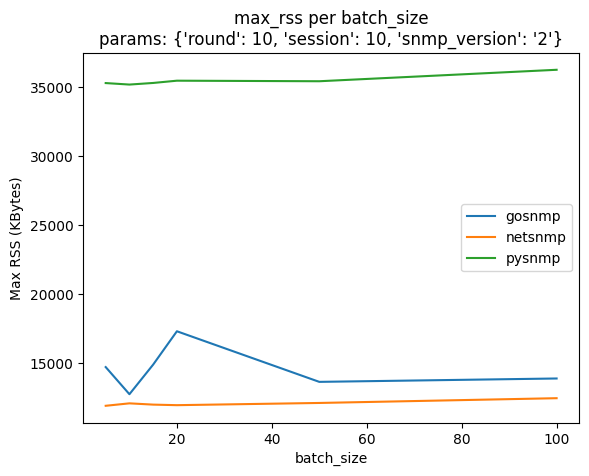 max_rss per batch_size
params: {'round': 10, 'session': 10, 'snmp_version': '2'}
Max RSS (KBytes)
35000
30000
25000
20000
15000
gosnmp
netsnmp
pysnmp
20 40 60 80 100
batch_size